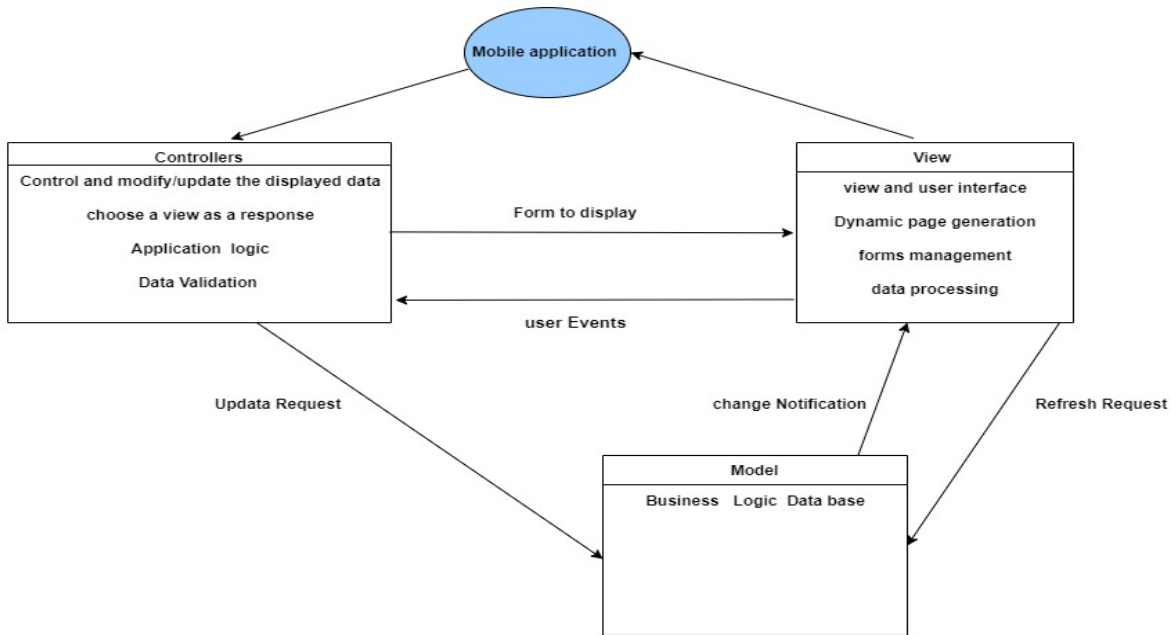 Mobile application
Controllers
Control and modify/update the displayed data
choose a view as a response
Application logic
Data Validation
Form to display
user Events
View
view and user interface
Dynamic page generation
forms management
data processing
Updata Request
change Notification
Refresh Request
Model
Business Logic Data base